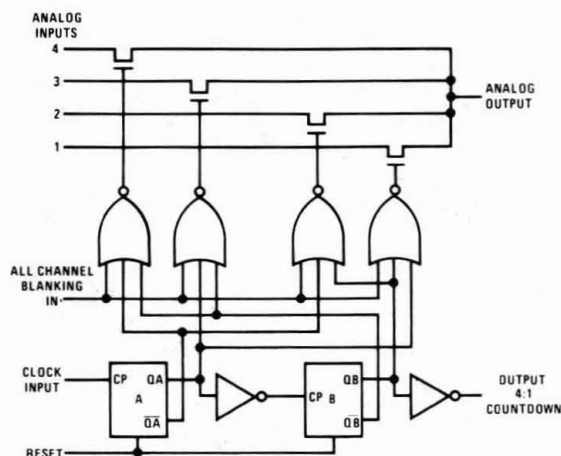 ANALOG
INPUTS
4
3
2
1
ANALOG
OUTPUT
ALL CHANNEL
BLANKING
IN·
CLOCK
INPUT
CP QA
A
QA
CP B QB
QB
OUTPUT
4:1
COUNTDOWN
RESET